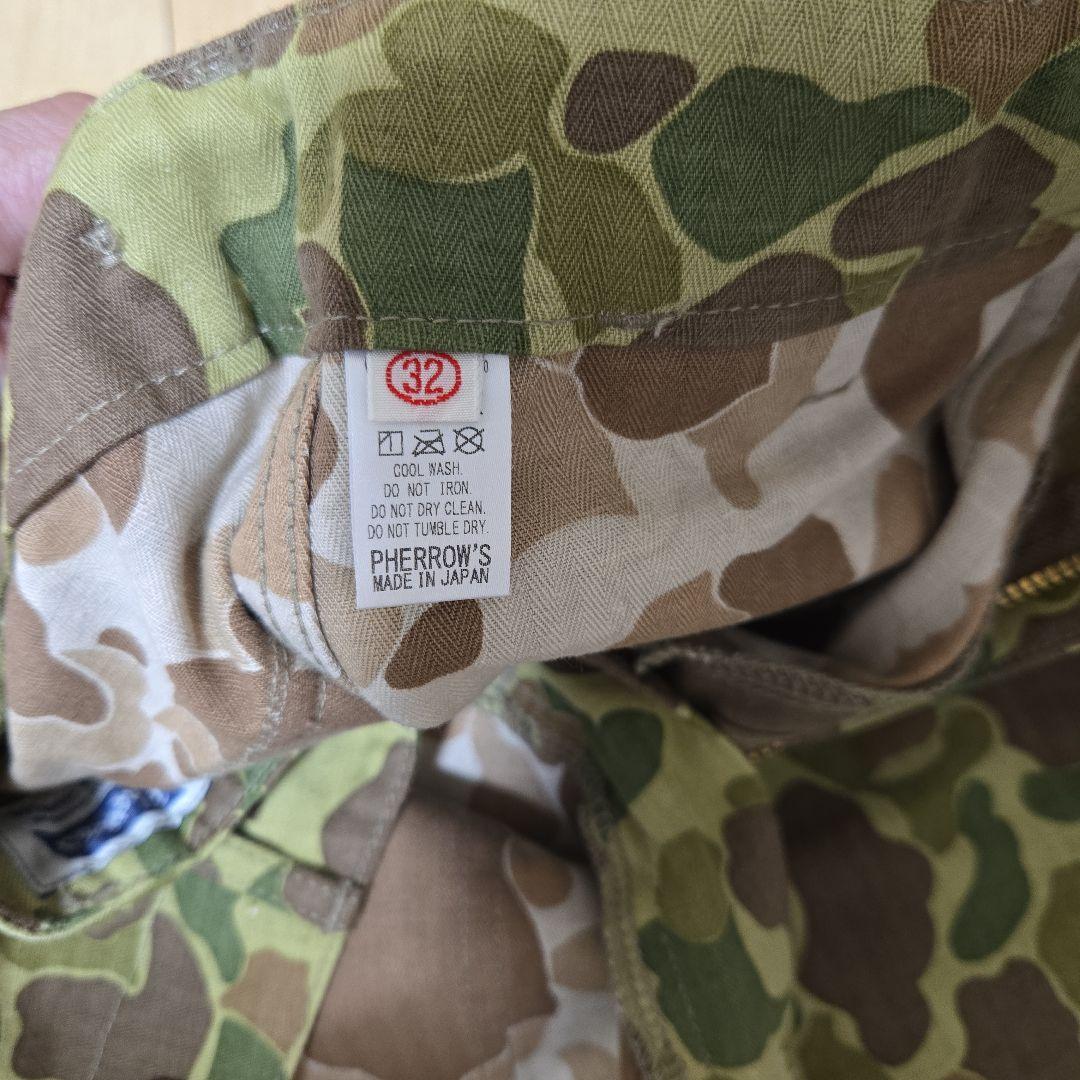 32
COOL WASH.
DO NOT IRON.
DO NOT DRY CLEAN.
DO NOT TUMBLE DRY.
PHERROW'S
MADE IN JAPAN